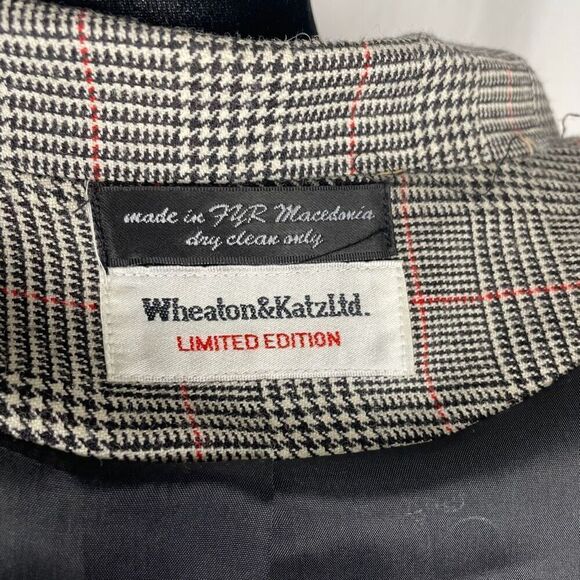 made in FYR Macedonia
dry clean only
Wheaton&KatzLtd.
LIMITED EDITION